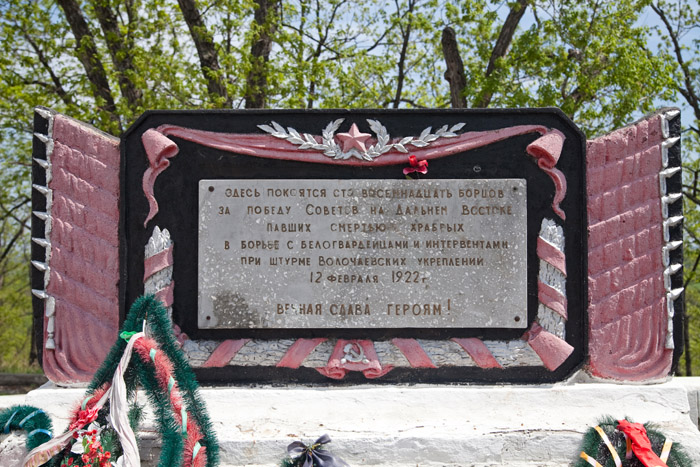 Здесь покоятся сто восемнадцать борцов
за победу Советов на Дальнем Востоке
павших смертью храбрых
в борьбе с белогвардейцами и интервентами
при штурме Волочаевских укреплений
12 февраля 1922 г.
Вечная слава героям!